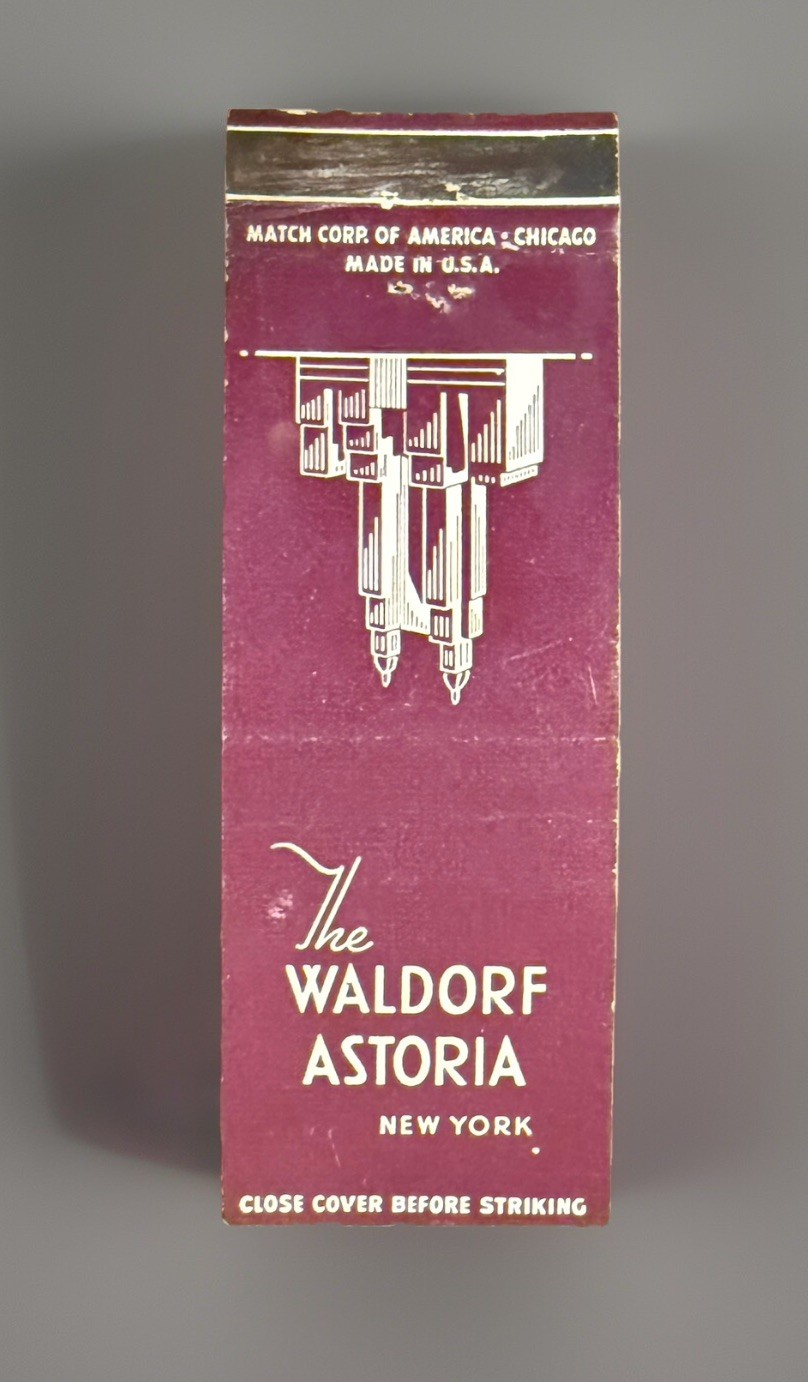 MATCH CORP. OF AMERICA - CHICAGO
MADE IN U.S.A.
The
WALDORF
ASTORIA
NEW YORK
CLOSE COVER BEFORE STRIKING